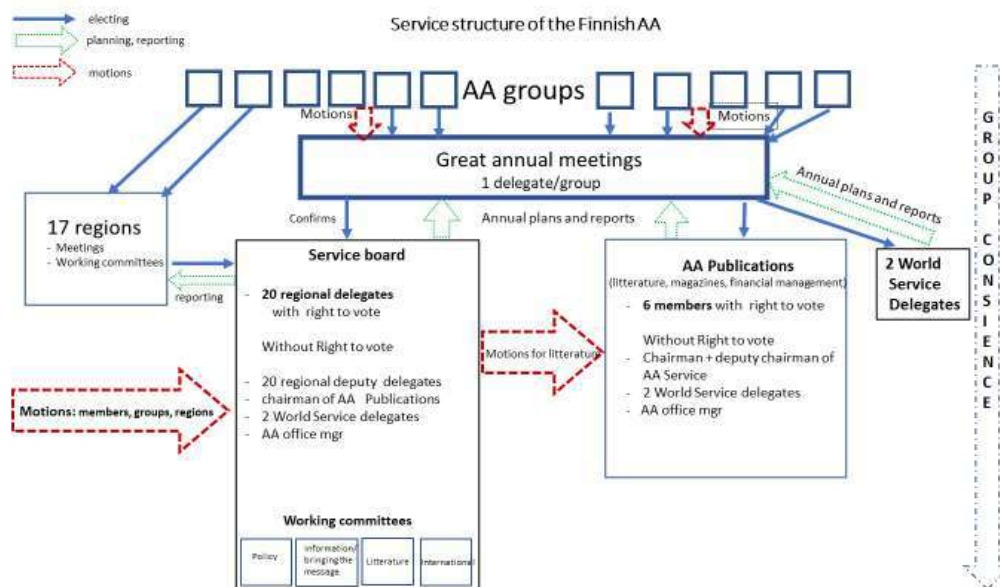 Service structure of the Finnish AA
electing
planning, reporting
motions
AA groups
Motions
Motions
Great annual meetings
1 delegate/group
Annual plans and reports
17 regions
- Meetings
- Working committees
Confirms
Annual plans and reports
reporting
Service board
- 20 regional delegates
with right to vote
Without Right to vote
- 20 regional deputy delegates
- chairman of AA Publications
- 2 World Service delegates
- AA office mgr
Working committees
Policy
information/
bringing the
message
Litterature
International
Motions: members, groups, regions
Motions for litterature
AA Publications
(litterature, magazines, financial management)
- 6 members with right to vote
Without Right to vote
- Chairman + deputy chairman of
AA Service
- 2 World Service delegates
- AA office mgr
2 World
Service
Delegates
GROUP CONSIENCE